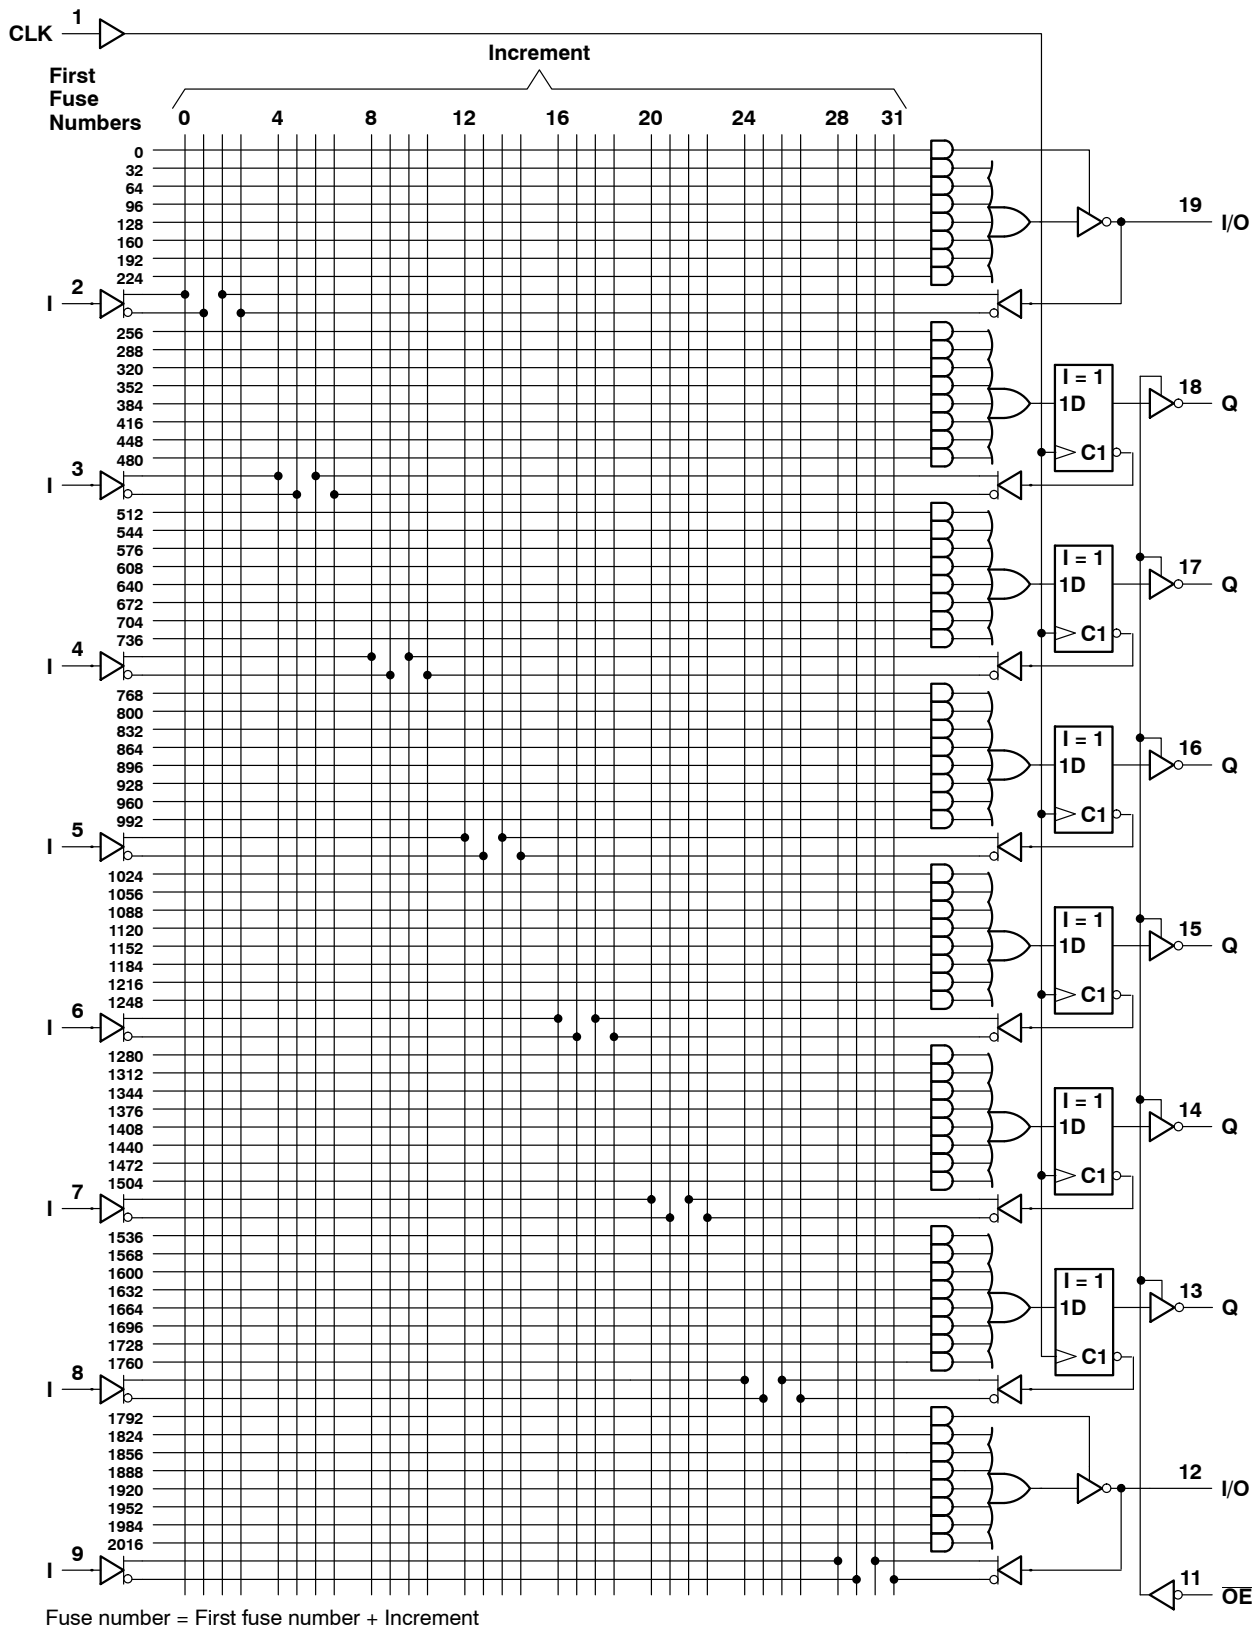 1
CLK
Increment
First
Fuse
Numbers
0 4 8 12 16 20 24 28 31
0
32
64
96
128
160
192
224
19
I/O
2
I
256
288
320
352
384
416
448
480
I = 1
1D
C1
18
Q
3
I
512
544
576
608
640
672
704
736
I = 1
1D
C1
17
Q
4
I
768
800
832
864
896
928
960
992
I = 1
1D
C1
16
Q
5
I
1024
1056
1088
1120
1152
1184
1216
1248
I = 1
1D
C1
15
Q
6
I
1280
1312
1344
1376
1408
1440
1472
1504
I = 1
1D
C1
14
Q
7
I
1536
1568
1600
1632
1664
1696
1728
1760
I = 1
1D
C1
13
Q
8
I
1792
1824
1856
1888
1920
1952
1984
2016
12
I/O
9
I
11
OE
Fuse number = First fuse number + Increment